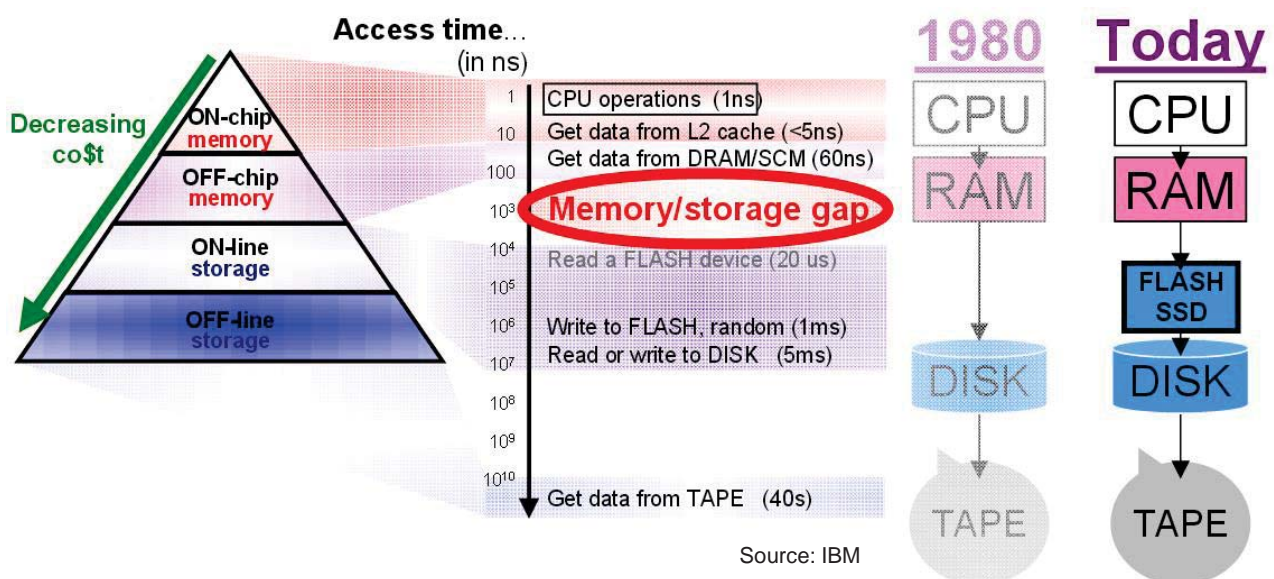 Access time...
(in ns)
Decreasing
co$t
ON-chip
memory
OFF-chip
memory
ON-line
storage
OFF-line
storage
1
CPU operations (1ns)
10
Get data from L2 cache (<5ns)
Get data from DRAM/SCM (60ns)
100
10³
Memory/storage gap
10⁴
Read a FLASH device (20 us)
10⁵
10⁶
Write to FLASH, random (1ms)
Read or write to DISK (5ms)
10⁷
10⁸
10⁹
10¹⁰
Get data from TAPE (40s)
Source: IBM
1980
CPU
RAM
DISK
TAPE
Today
CPU
RAM
FLASH
SSD
DISK
TAPE